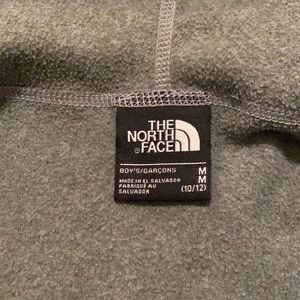 THE
NORTH
FACE
BOY'S/GARÇONS M
MADE IN EL SALVADOR M
FABRIQUÉ AU (10/12)
SALVADOR